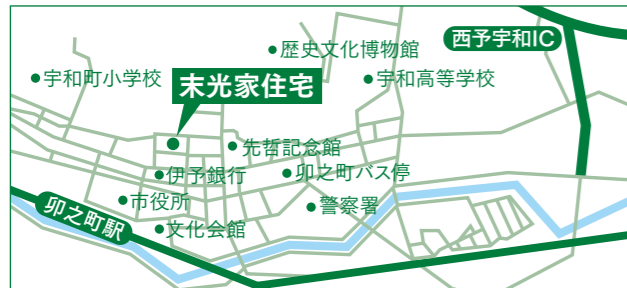 西予宇和IC
歴史文化博物館
宇和町小学校
宇和高等学校
末光家住宅
先哲記念館
伊予銀行
卯之町バス停
市役所
警察署
卯之町駅
文化会館